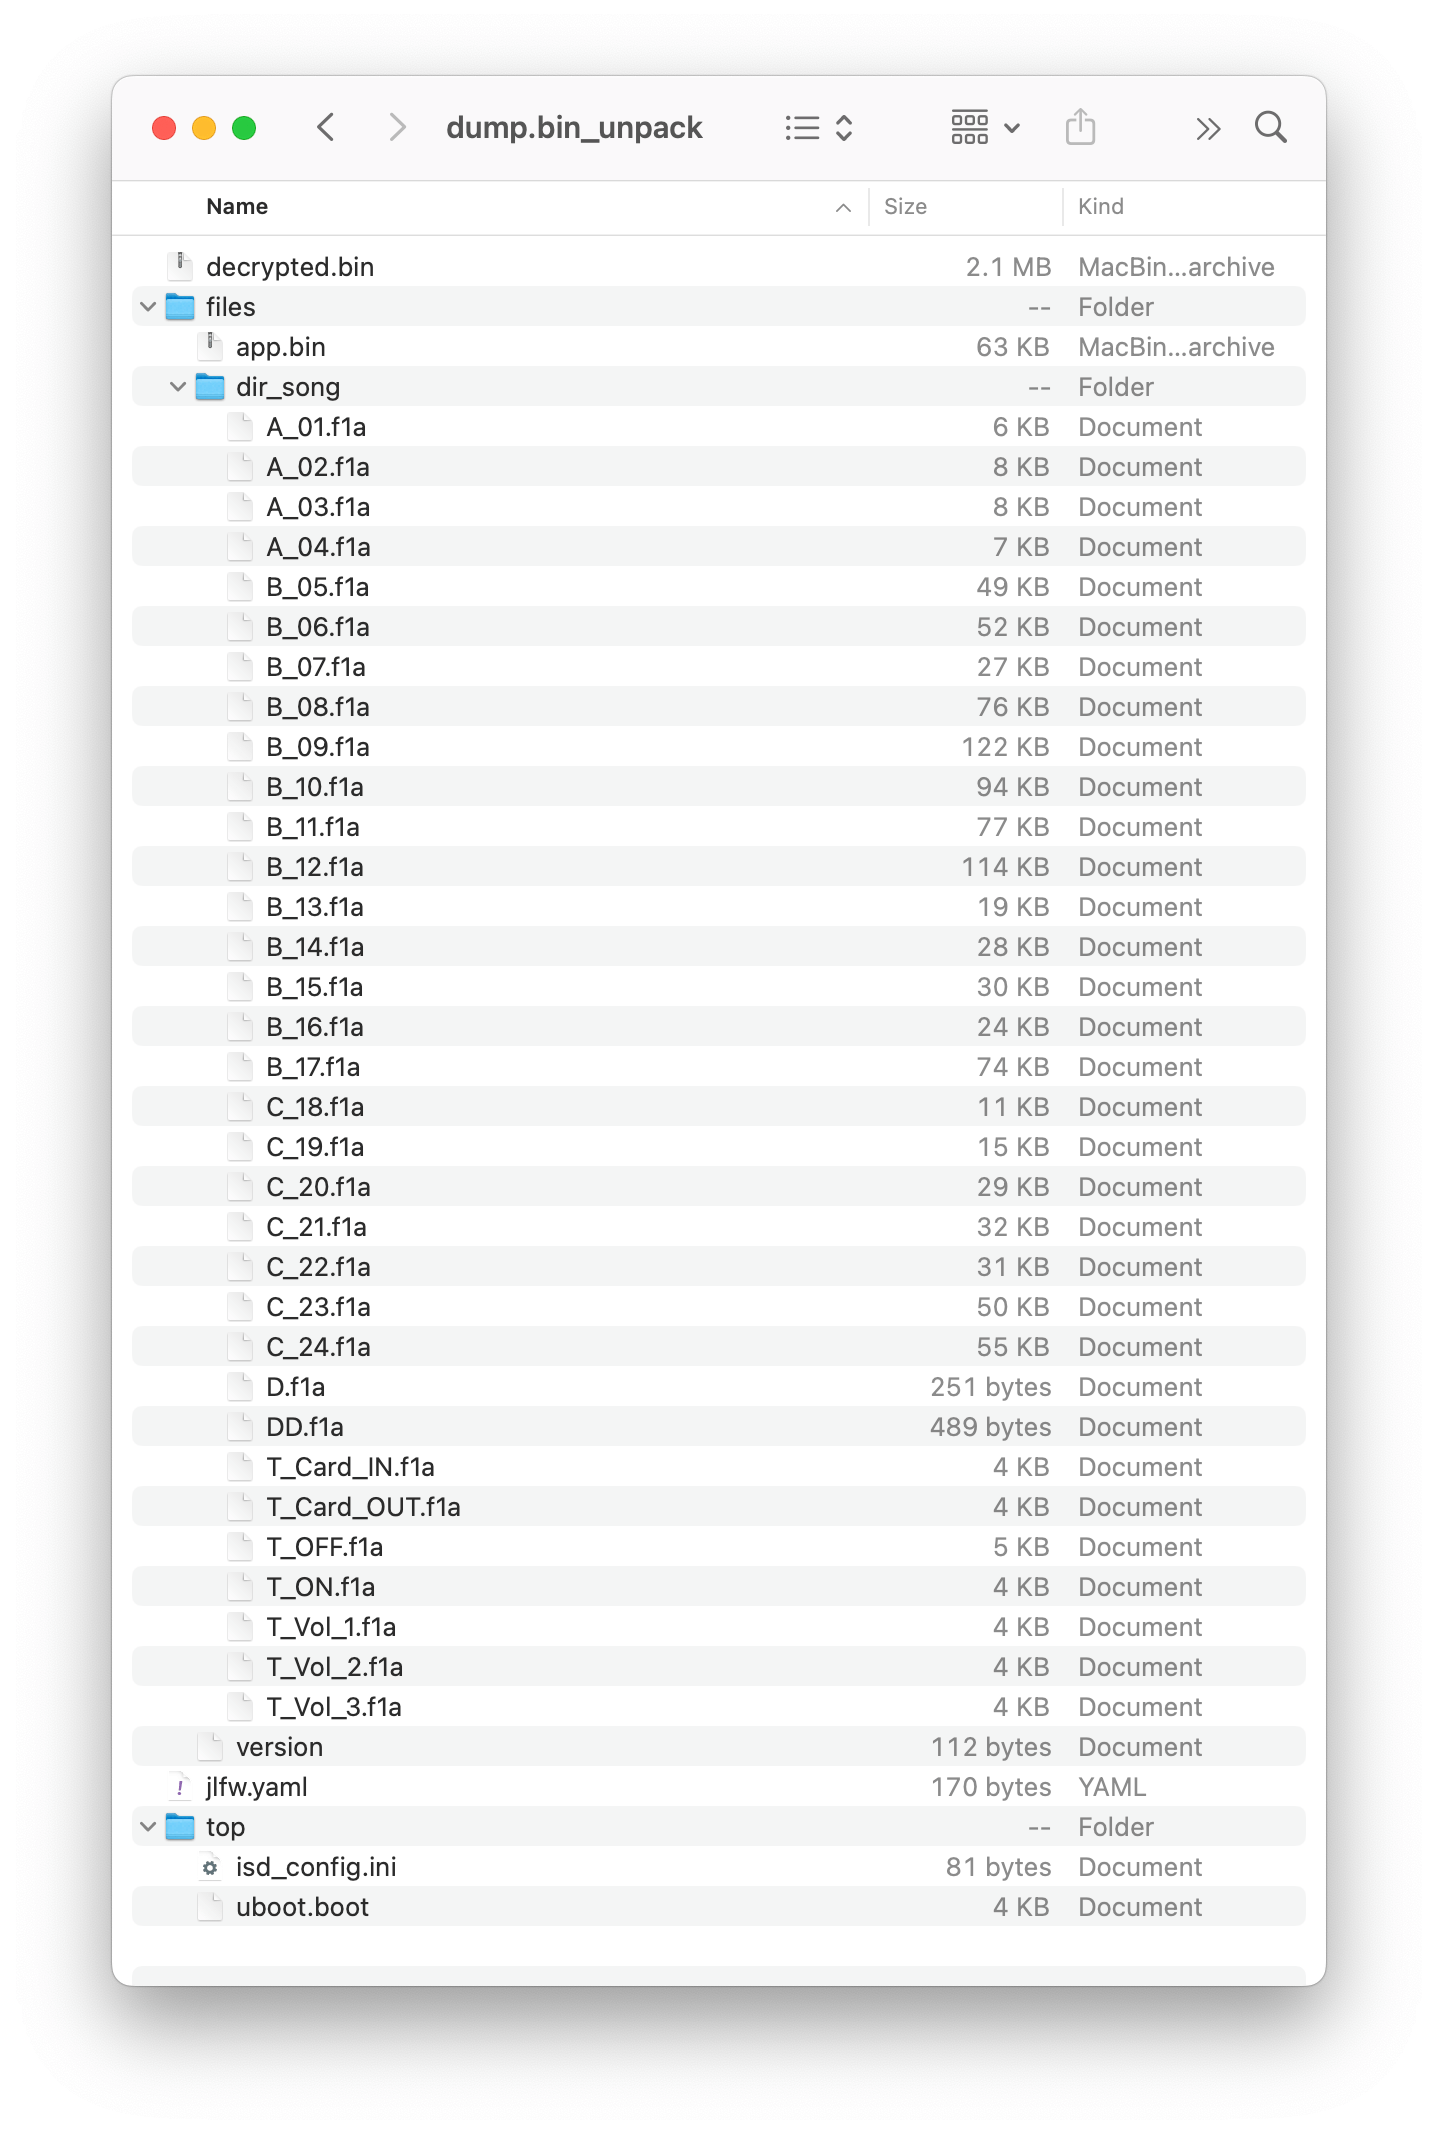 dump.bin_unpack
Name Size Kind
decrypted.bin 2.1 MB MacBin...archive
files -- Folder
app.bin 63 KB MacBin...archive
dir_song -- Folder
A_01.f1a 6 KB Document
A_02.f1a 8 KB Document
A_03.f1a 8 KB Document
A_04.f1a 7 KB Document
B_05.f1a 49 KB Document
B_06.f1a 52 KB Document
B_07.f1a 27 KB Document
B_08.f1a 76 KB Document
B_09.f1a 122 KB Document
B_10.f1a 94 KB Document
B_11.f1a 77 KB Document
B_12.f1a 114 KB Document
B_13.f1a 19 KB Document
B_14.f1a 28 KB Document
B_15.f1a 30 KB Document
B_16.f1a 24 KB Document
B_17.f1a 74 KB Document
C_18.f1a 11 KB Document
C_19.f1a 15 KB Document
C_20.f1a 29 KB Document
C_21.f1a 32 KB Document
C_22.f1a 31 KB Document
C_23.f1a 50 KB Document
C_24.f1a 55 KB Document
D.f1a 251 bytes Document
DD.f1a 489 bytes Document
T_Card_IN.f1a 4 KB Document
T_Card_OUT.f1a 4 KB Document
T_OFF.f1a 5 KB Document
T_ON.f1a 4 KB Document
T_Vol_1.f1a 4 KB Document
T_Vol_2.f1a 4 KB Document
T_Vol_3.f1a 4 KB Document
version 112 bytes Document
jlfw.yaml 170 bytes YAML
top -- Folder
isd_config.ini 81 bytes Document
uboot.boot 4 KB Document